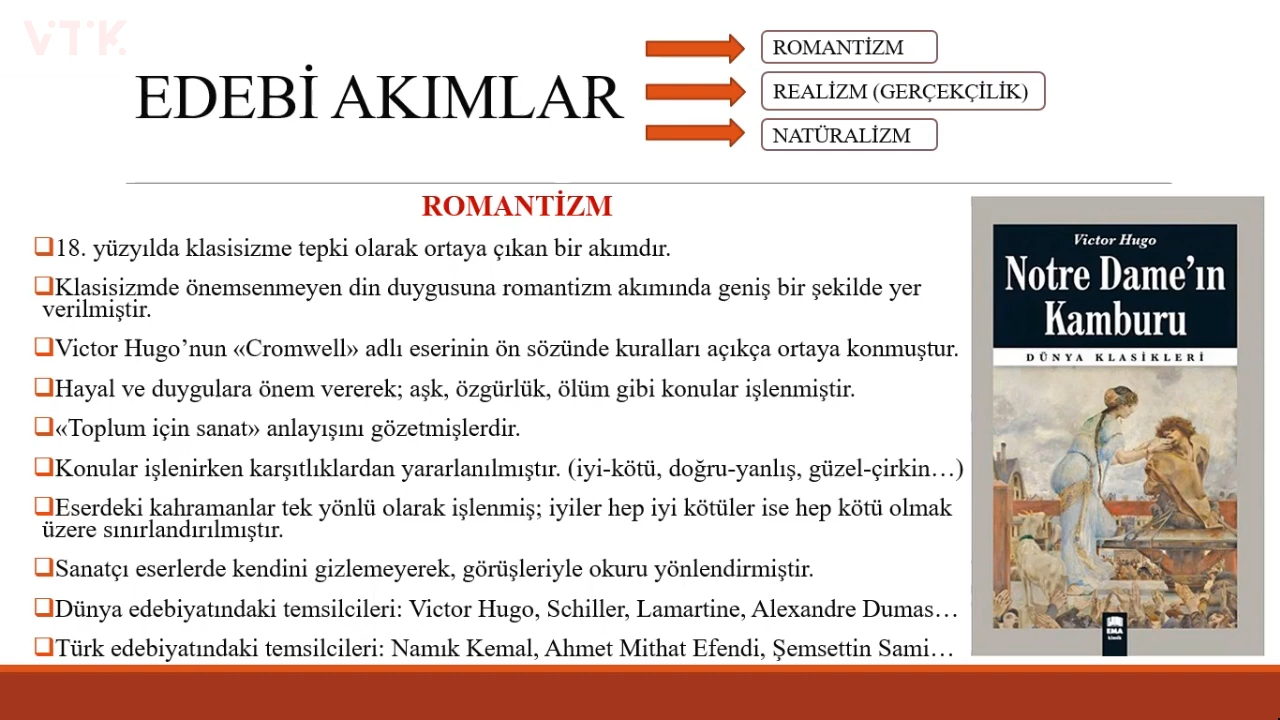 VTK
EDEBİ AKIMLAR
ROMANTİZM
REALİZM (GERÇEKÇİLİK)
NATÜRALİZM
ROMANTİZM
❑18. yüzyılda klasisizme tepki olarak ortaya çıkan bir akımdır.
❑Klasisizmde önemsenmeyen din duygusuna romantizm akımında geniş bir şekilde yer
verilmiştir.
❑Victor Hugo’nun «Cromwell» adlı eserinin ön sözünde kuralları açıkça ortaya konmuştur.
❑Hayal ve duygulara önem vererek; aşk, özgürlük, ölüm gibi konular işlenmiştir.
❑«Toplum için sanat» anlayışını gözetmişlerdir.
❑Konular işlenirken karşıtlıklardan yararlanılmıştır. (iyi-kötü, doğru-yanlış, güzel-çirkin…)
❑Eserdeki kahramanlar tek yönlü olarak işlenmiş; iyiler hep iyi kötüler ise hep kötü olmak
üzere sınırlandırılmıştır.
❑Sanatçı eserlerde kendini gizlemeyerek, görüşleriyle okuru yönlendirmiştir.
❑Dünya edebiyatındaki temsilcileri: Victor Hugo, Schiller, Lamartine, Alexandre Dumas…
❑Türk edebiyatındaki temsilcileri: Namık Kemal, Ahmet Mithat Efendi, Şemsettin Sami…
Victor Hugo
Notre Dame’ın
Kamburu
DÜNYA KLASİKLERİ
EMA